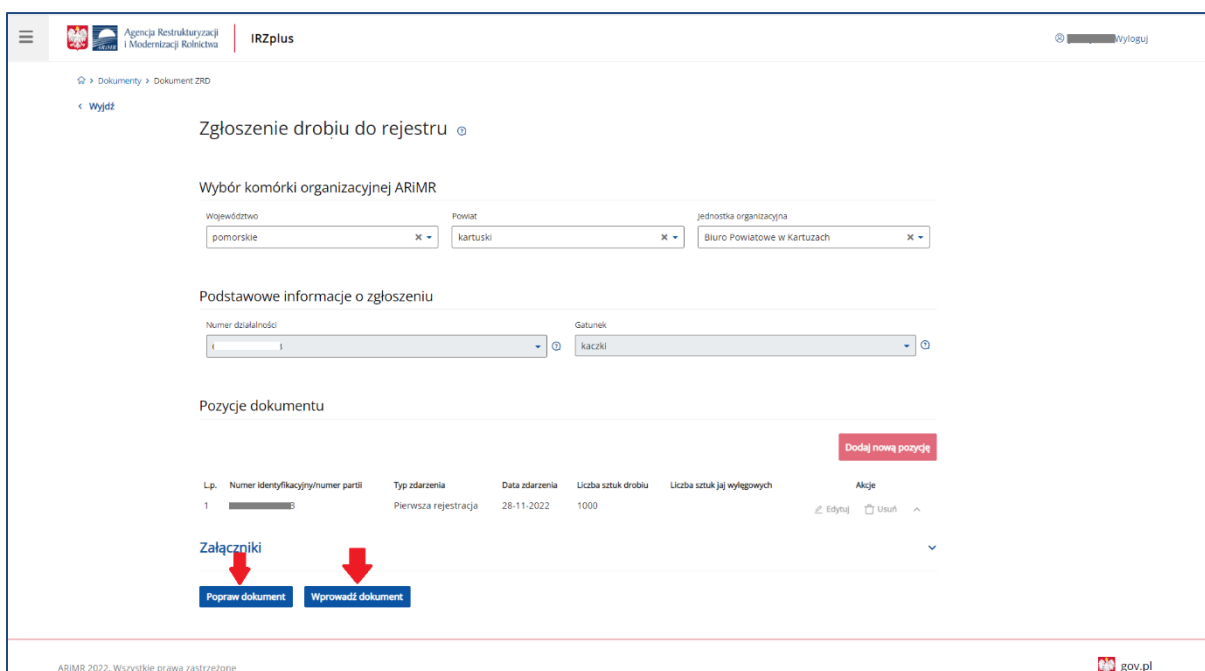 Agencja Restrukturyzacji
i Modernizacji Rolnictwa
IRZplus
Wyloguj
Dokumenty > Dokument ZRD
< Wyjdź
Zgłoszenie drobiu do rejestru
Wybór komórki organizacyjnej ARiMR
Województwo Powiat Jednostka organizacyjna
pomorskie kartuski Biuro Powiatowe w Kartuzach
Podstawowe informacje o zgłoszeniu
Numer działalności Gatunek
kaczki
Pozycje dokumentu
Dodaj nową pozycję
L.p. Numer identyfikacyjny/numer partii Typ zdarzenia Data zdarzenia Liczba sztuk drobiu Liczba sztuk jaj wylęgowych Akcje
1 Pierwsza rejestracja 28-11-2022 1000 Edytuj Usuń
Załączniki
Popraw dokument Wprowadź dokument
ARiMR 2022. Wszystkie prawa zastrzeżone gov.pl